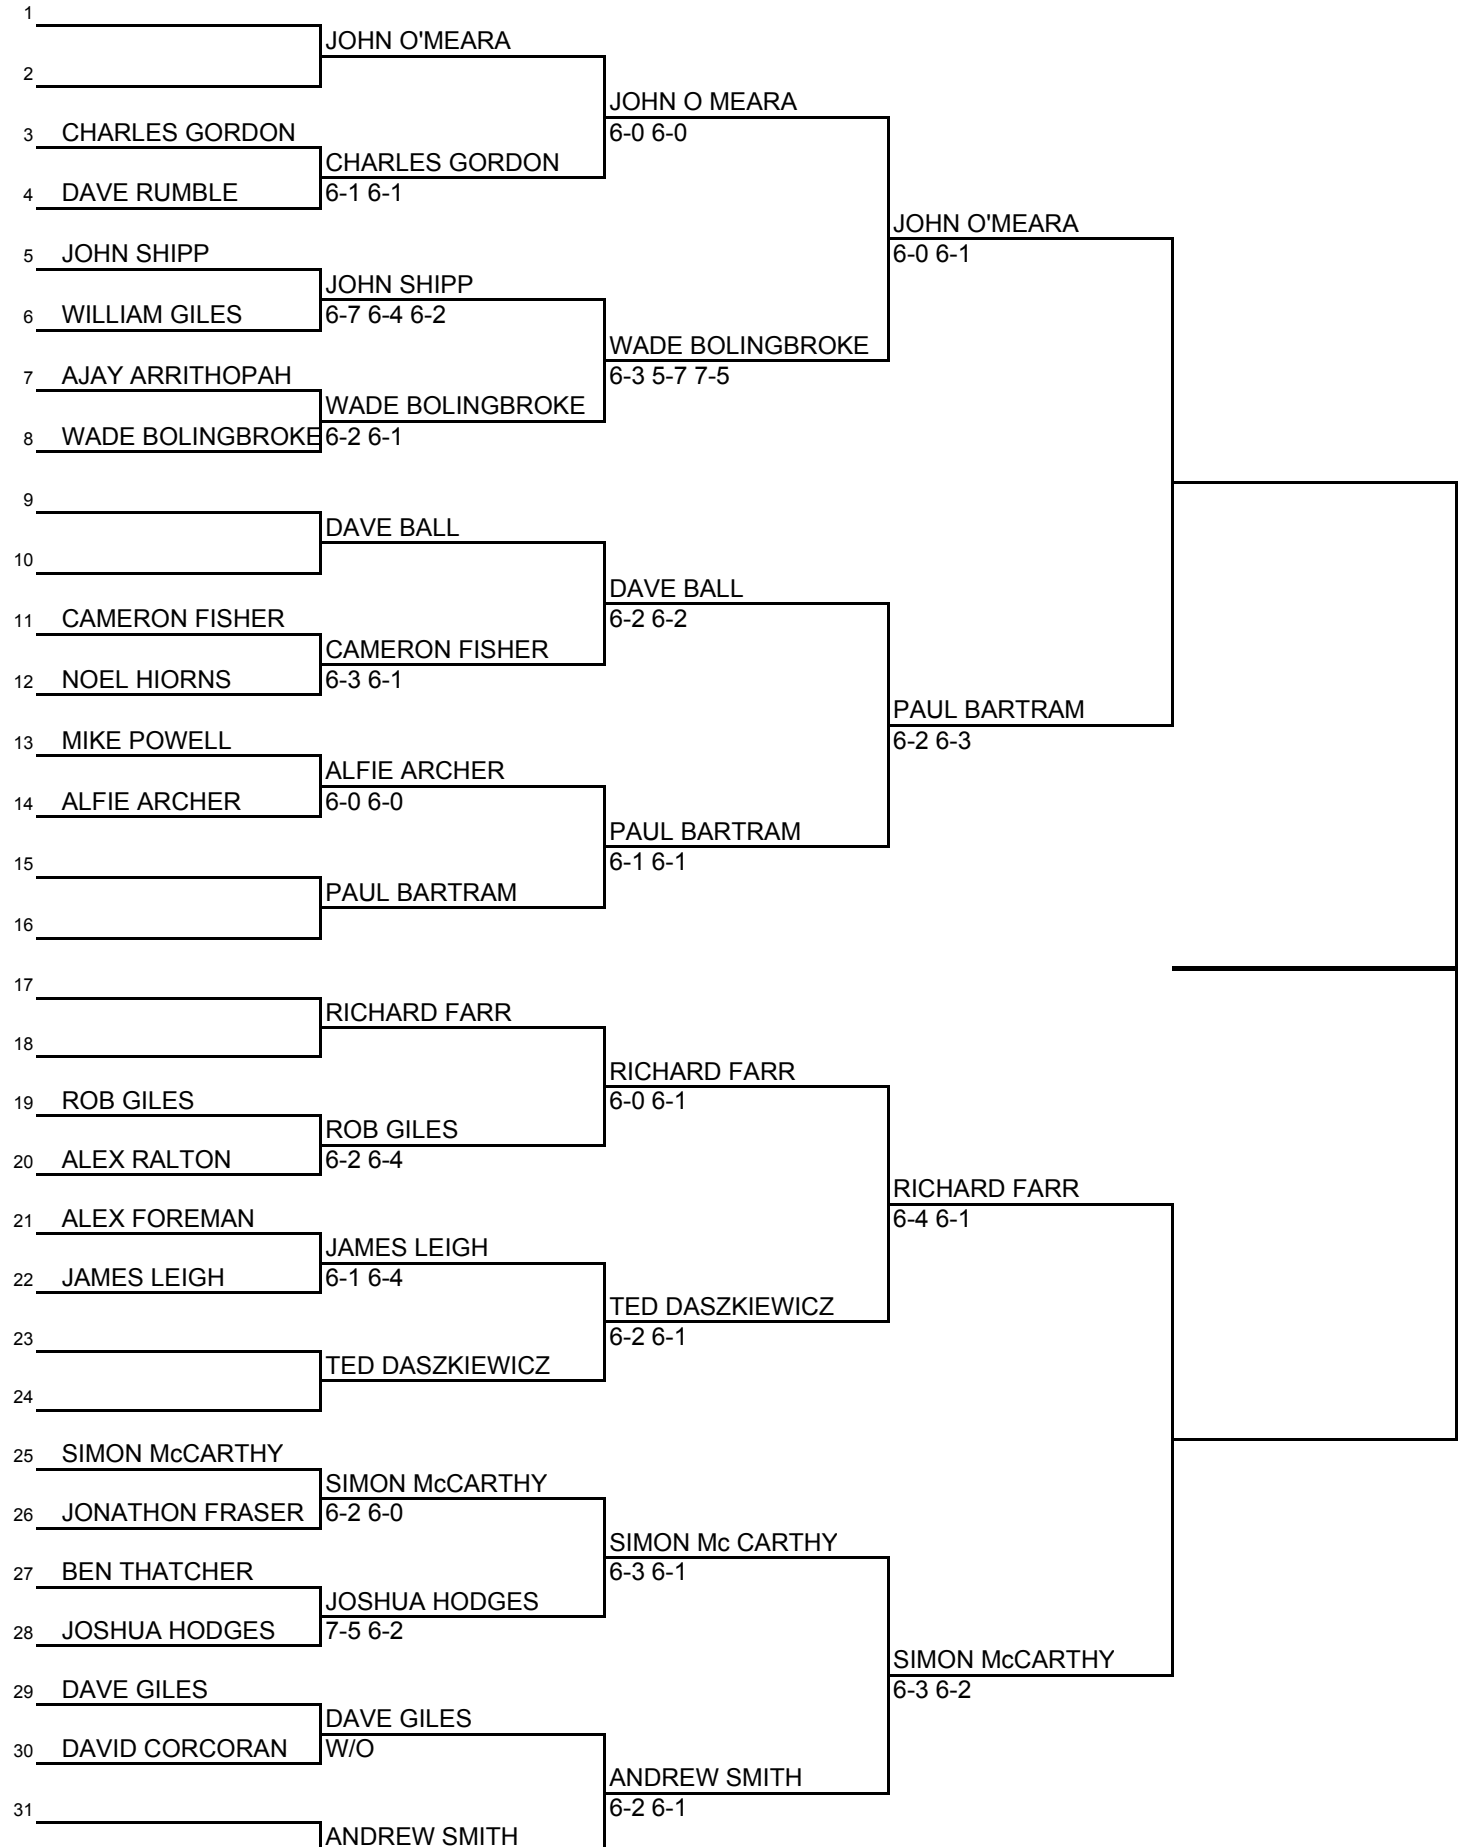 1
JOHN O'MEARA
2
JOHN O MEARA
3 CHARLES GORDON
6-0 6-0
CHARLES GORDON
4 DAVE RUMBLE
6-1 6-1
JOHN O'MEARA
5 JOHN SHIPP
6-0 6-1
JOHN SHIPP
6 WILLIAM GILES
6-7 6-4 6-2
WADE BOLINGBROKE
7 AJAY ARRITHOPAH
6-3 5-7 7-5
WADE BOLINGBROKE
8 WADE BOLINGBROKE
6-2 6-1
9
DAVE BALL
10
DAVE BALL
11 CAMERON FISHER
6-2 6-2
CAMERON FISHER
12 NOEL HIORNS
6-3 6-1
PAUL BARTRAM
13 MIKE POWELL
6-2 6-3
ALFIE ARCHER
14 ALFIE ARCHER
6-0 6-0
PAUL BARTRAM
15
6-1 6-1
PAUL BARTRAM
16
17
RICHARD FARR
18
RICHARD FARR
19 ROB GILES
6-0 6-1
ROB GILES
20 ALEX RALTON
6-2 6-4
RICHARD FARR
21 ALEX FOREMAN
6-4 6-1
JAMES LEIGH
22 JAMES LEIGH
6-1 6-4
TED DASZKIEWICZ
23
6-2 6-1
TED DASZKIEWICZ
24
25 SIMON McCARTHY
SIMON McCARTHY
26 JONATHON FRASER
6-2 6-0
SIMON Mc CARTHY
27 BEN THATCHER
6-3 6-1
JOSHUA HODGES
28 JOSHUA HODGES
7-5 6-2
SIMON McCARTHY
29 DAVE GILES
6-3 6-2
DAVE GILES
30 DAVID CORCORAN
W/O
ANDREW SMITH
31
6-2 6-1
ANDREW SMITH